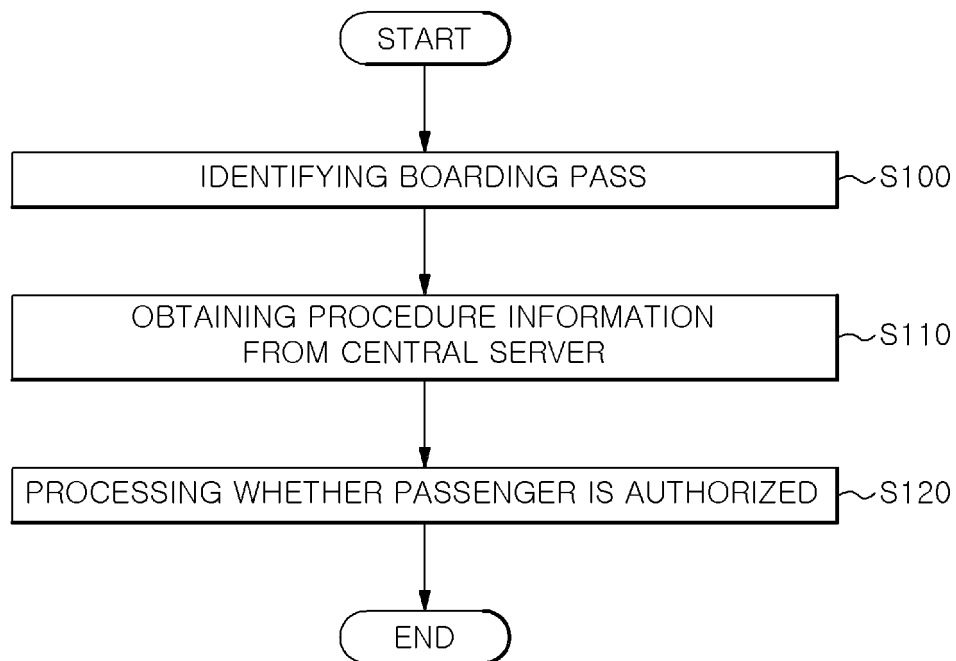 START
IDENTIFYING BOARDING PASS
S100
OBTAINING PROCEDURE INFORMATION
FROM CENTRAL SERVER
S110
PROCESSING WHETHER PASSENGER IS AUTHORIZED
S120
END